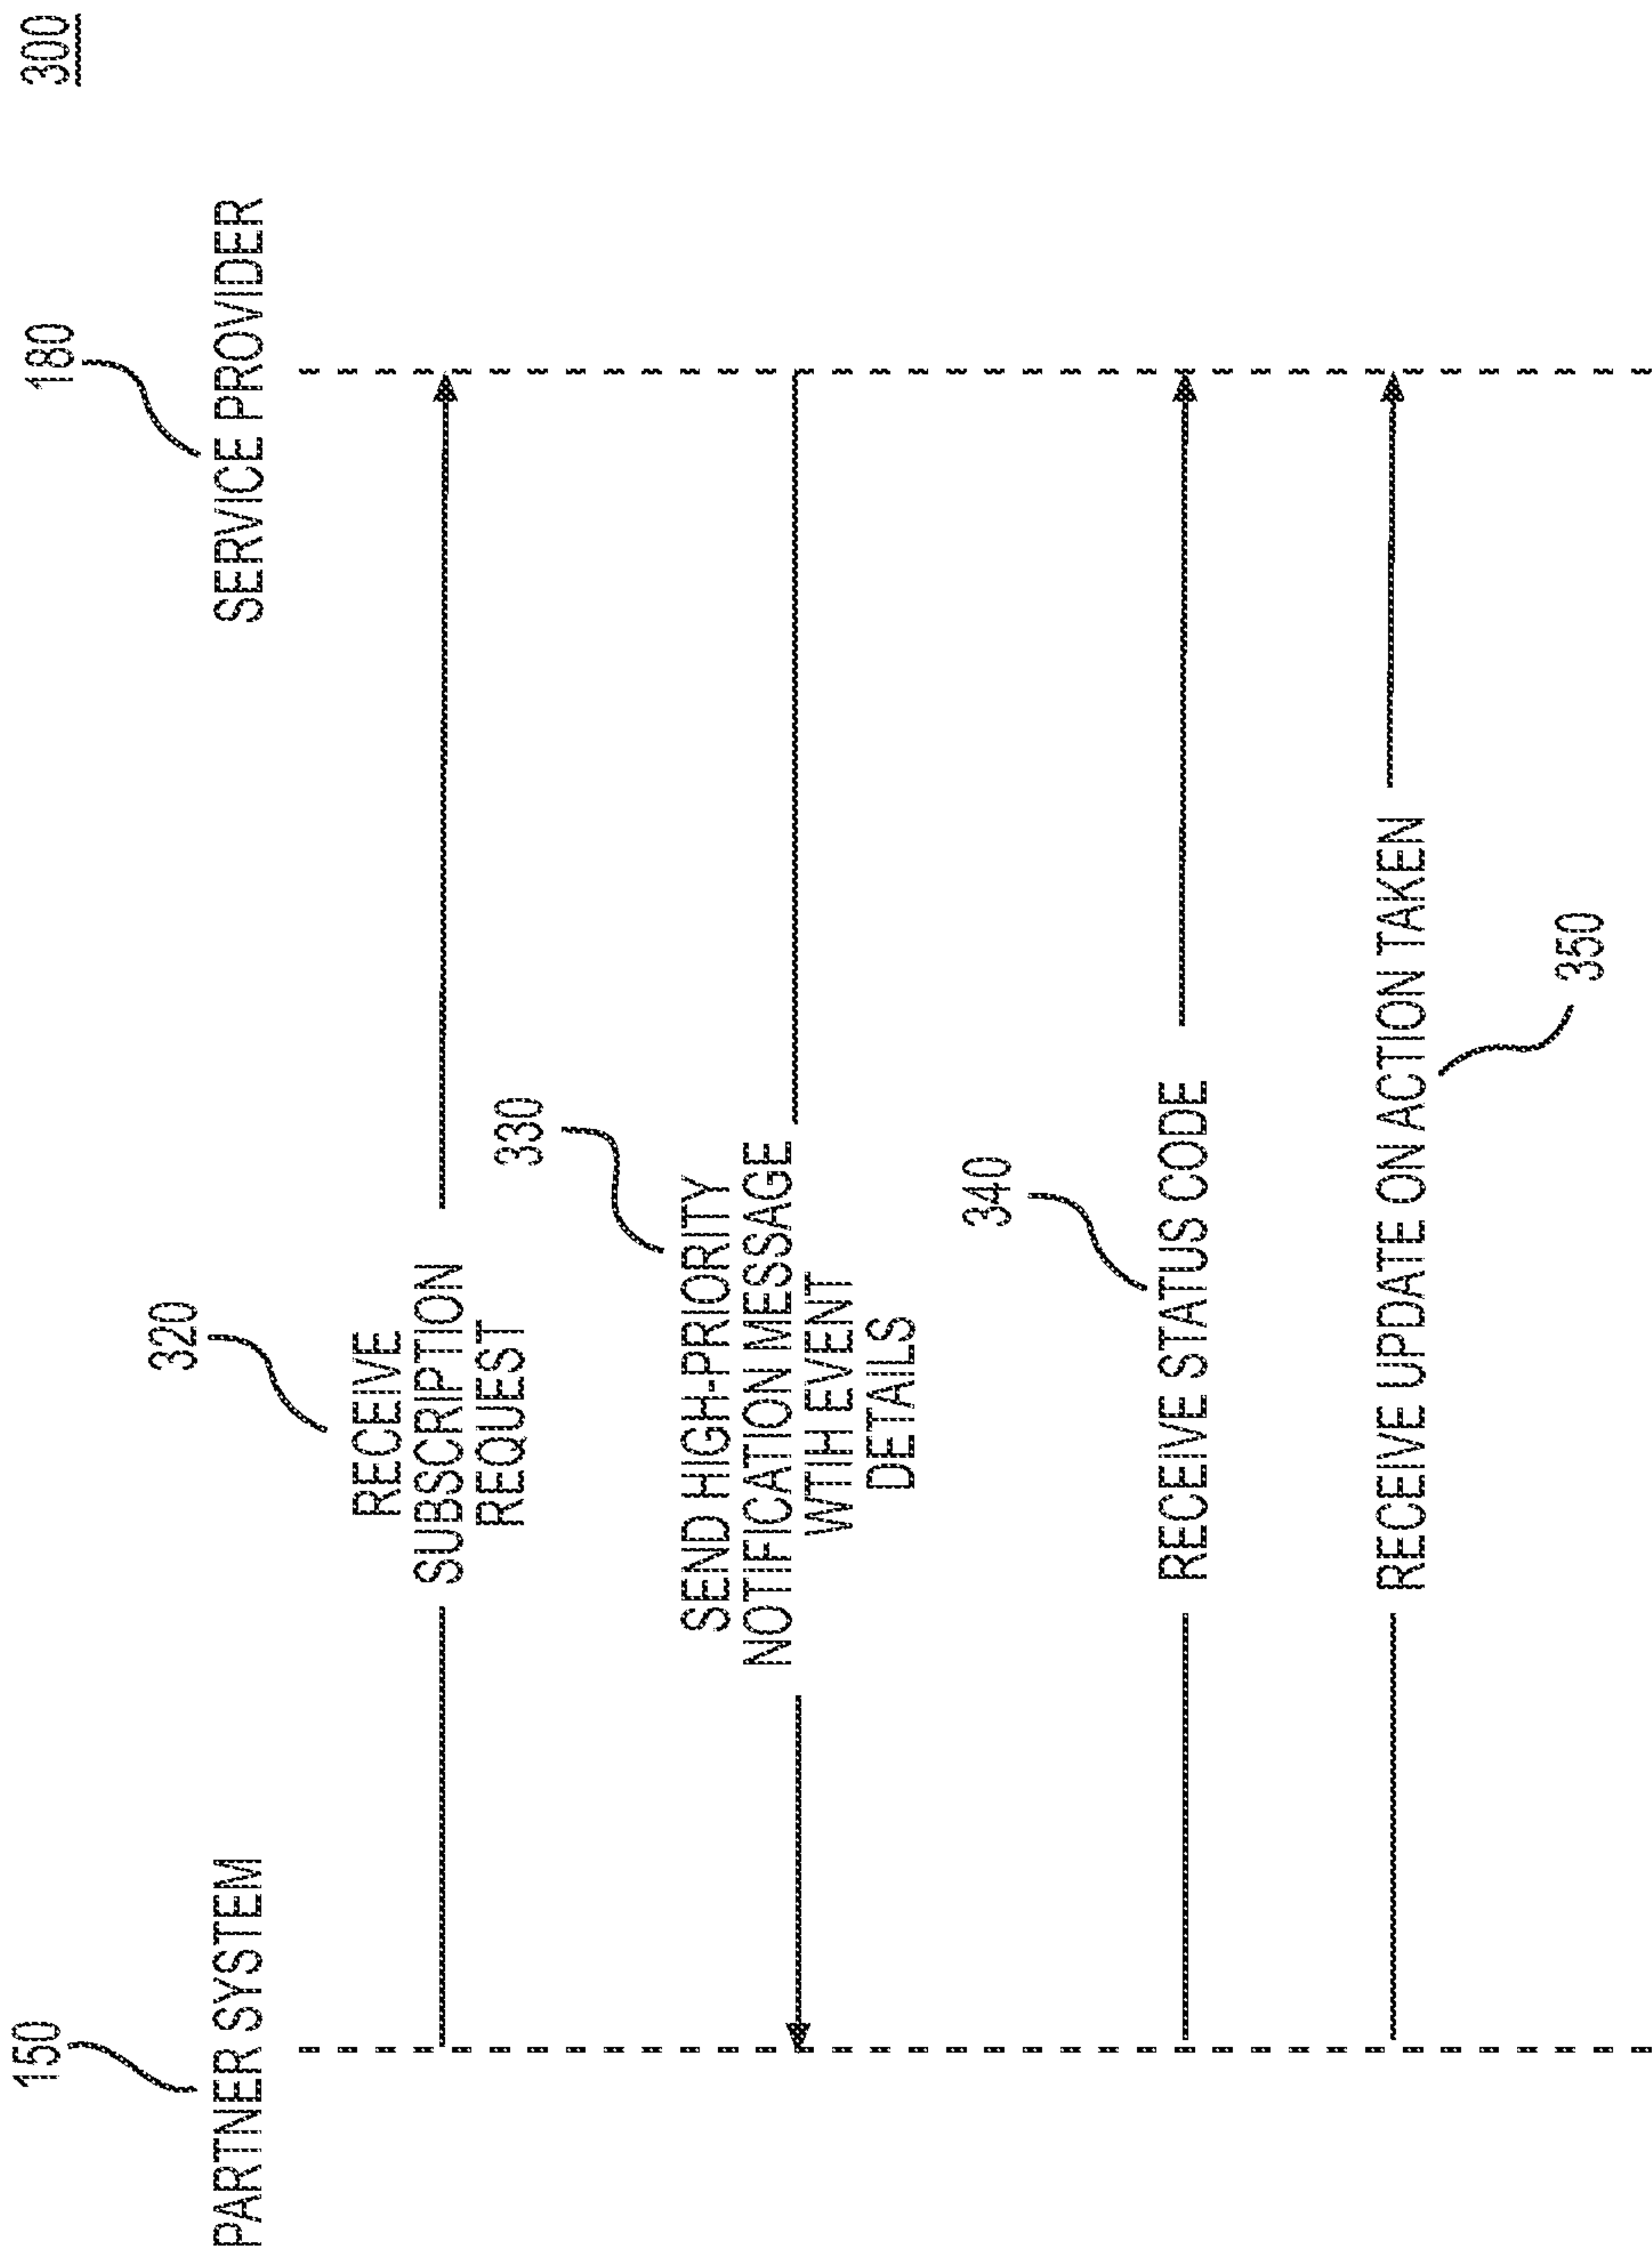 300
150
180
PARTNER SYSTEM
SERVICE PROVIDER
320
RECEIVE
SUBSCRIPTION
REQUEST
330
SEND HIGH-PRIORITY
NOTIFICATION MESSAGE
WTIH EVENT
DETAILS
340
RECEIVE STATUS CODE
RECEIVE UPDATE ON ACTION TAKEN
350